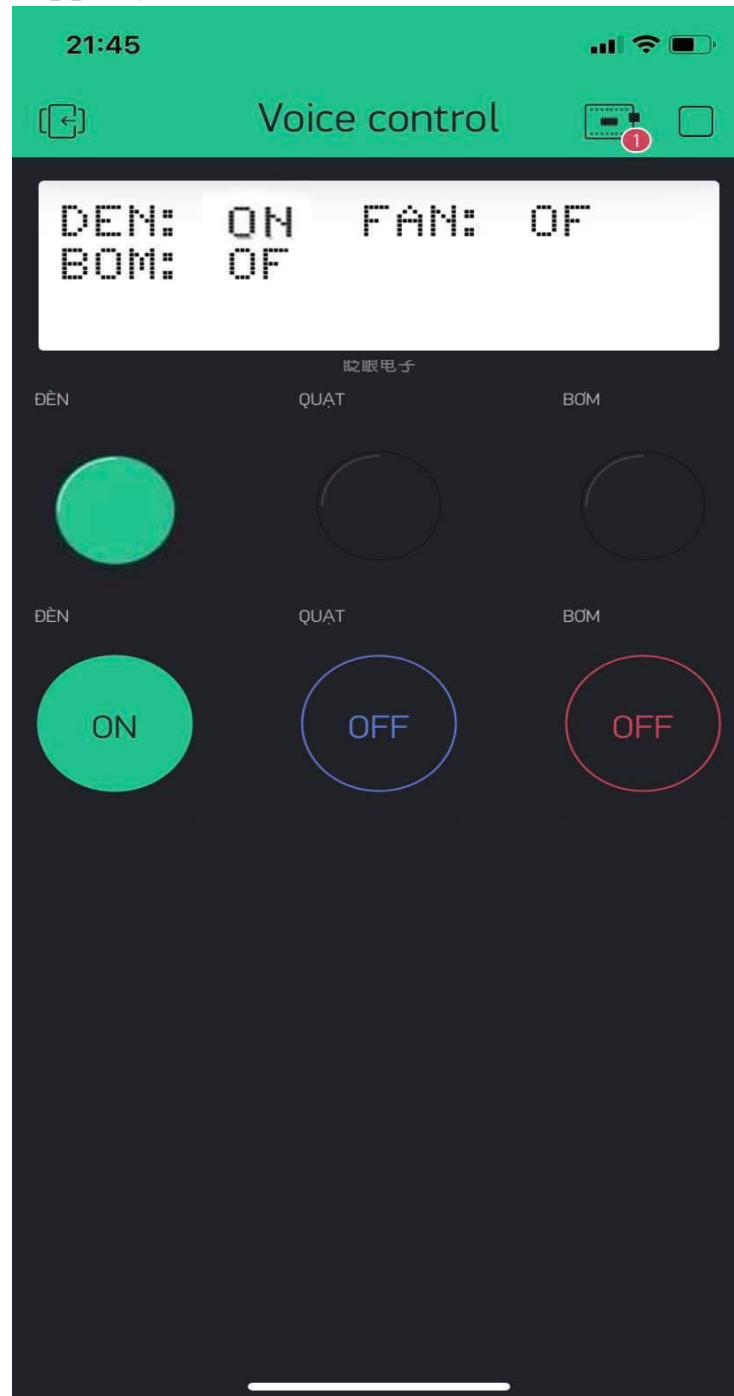 21:45
Voice control
1
DEN: ON FAN: OF
BOM: OF
眨眼电子
ĐÈN QUẠT BƠM
ĐÈN QUẠT BƠM
ON OFF OFF